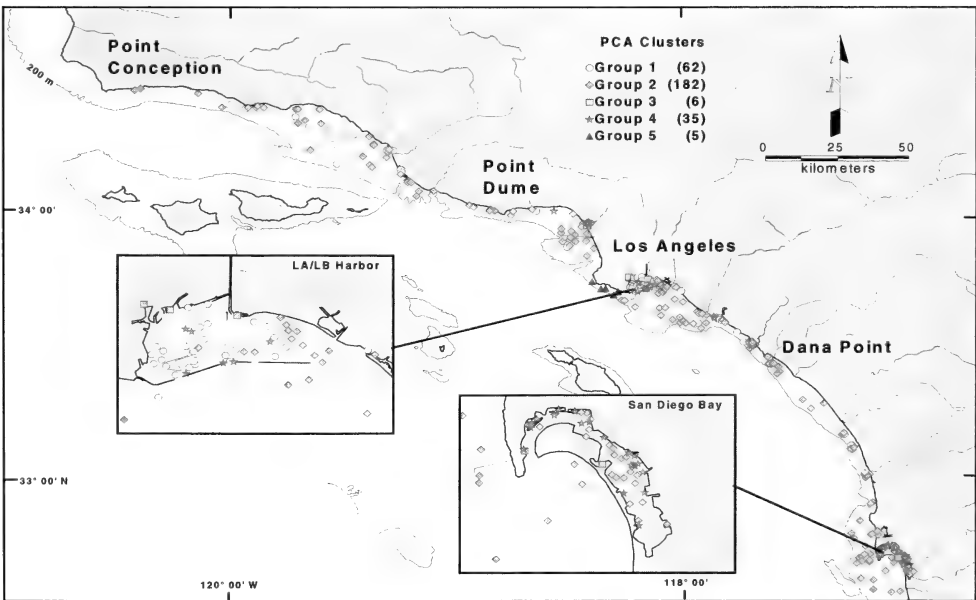 Point
Conception
200 m
PCA Clusters
Group 1 (62)
Group 2 (182)
Group 3 (6)
Group 4 (35)
Group 5 (5)
0 25 50
kilometers
Point
Dume
34° 00'
Los Angeles
LA/LB Harbor
Dana Point
San Diego Bay
33° 00' N
120° 00' W
118° 00'